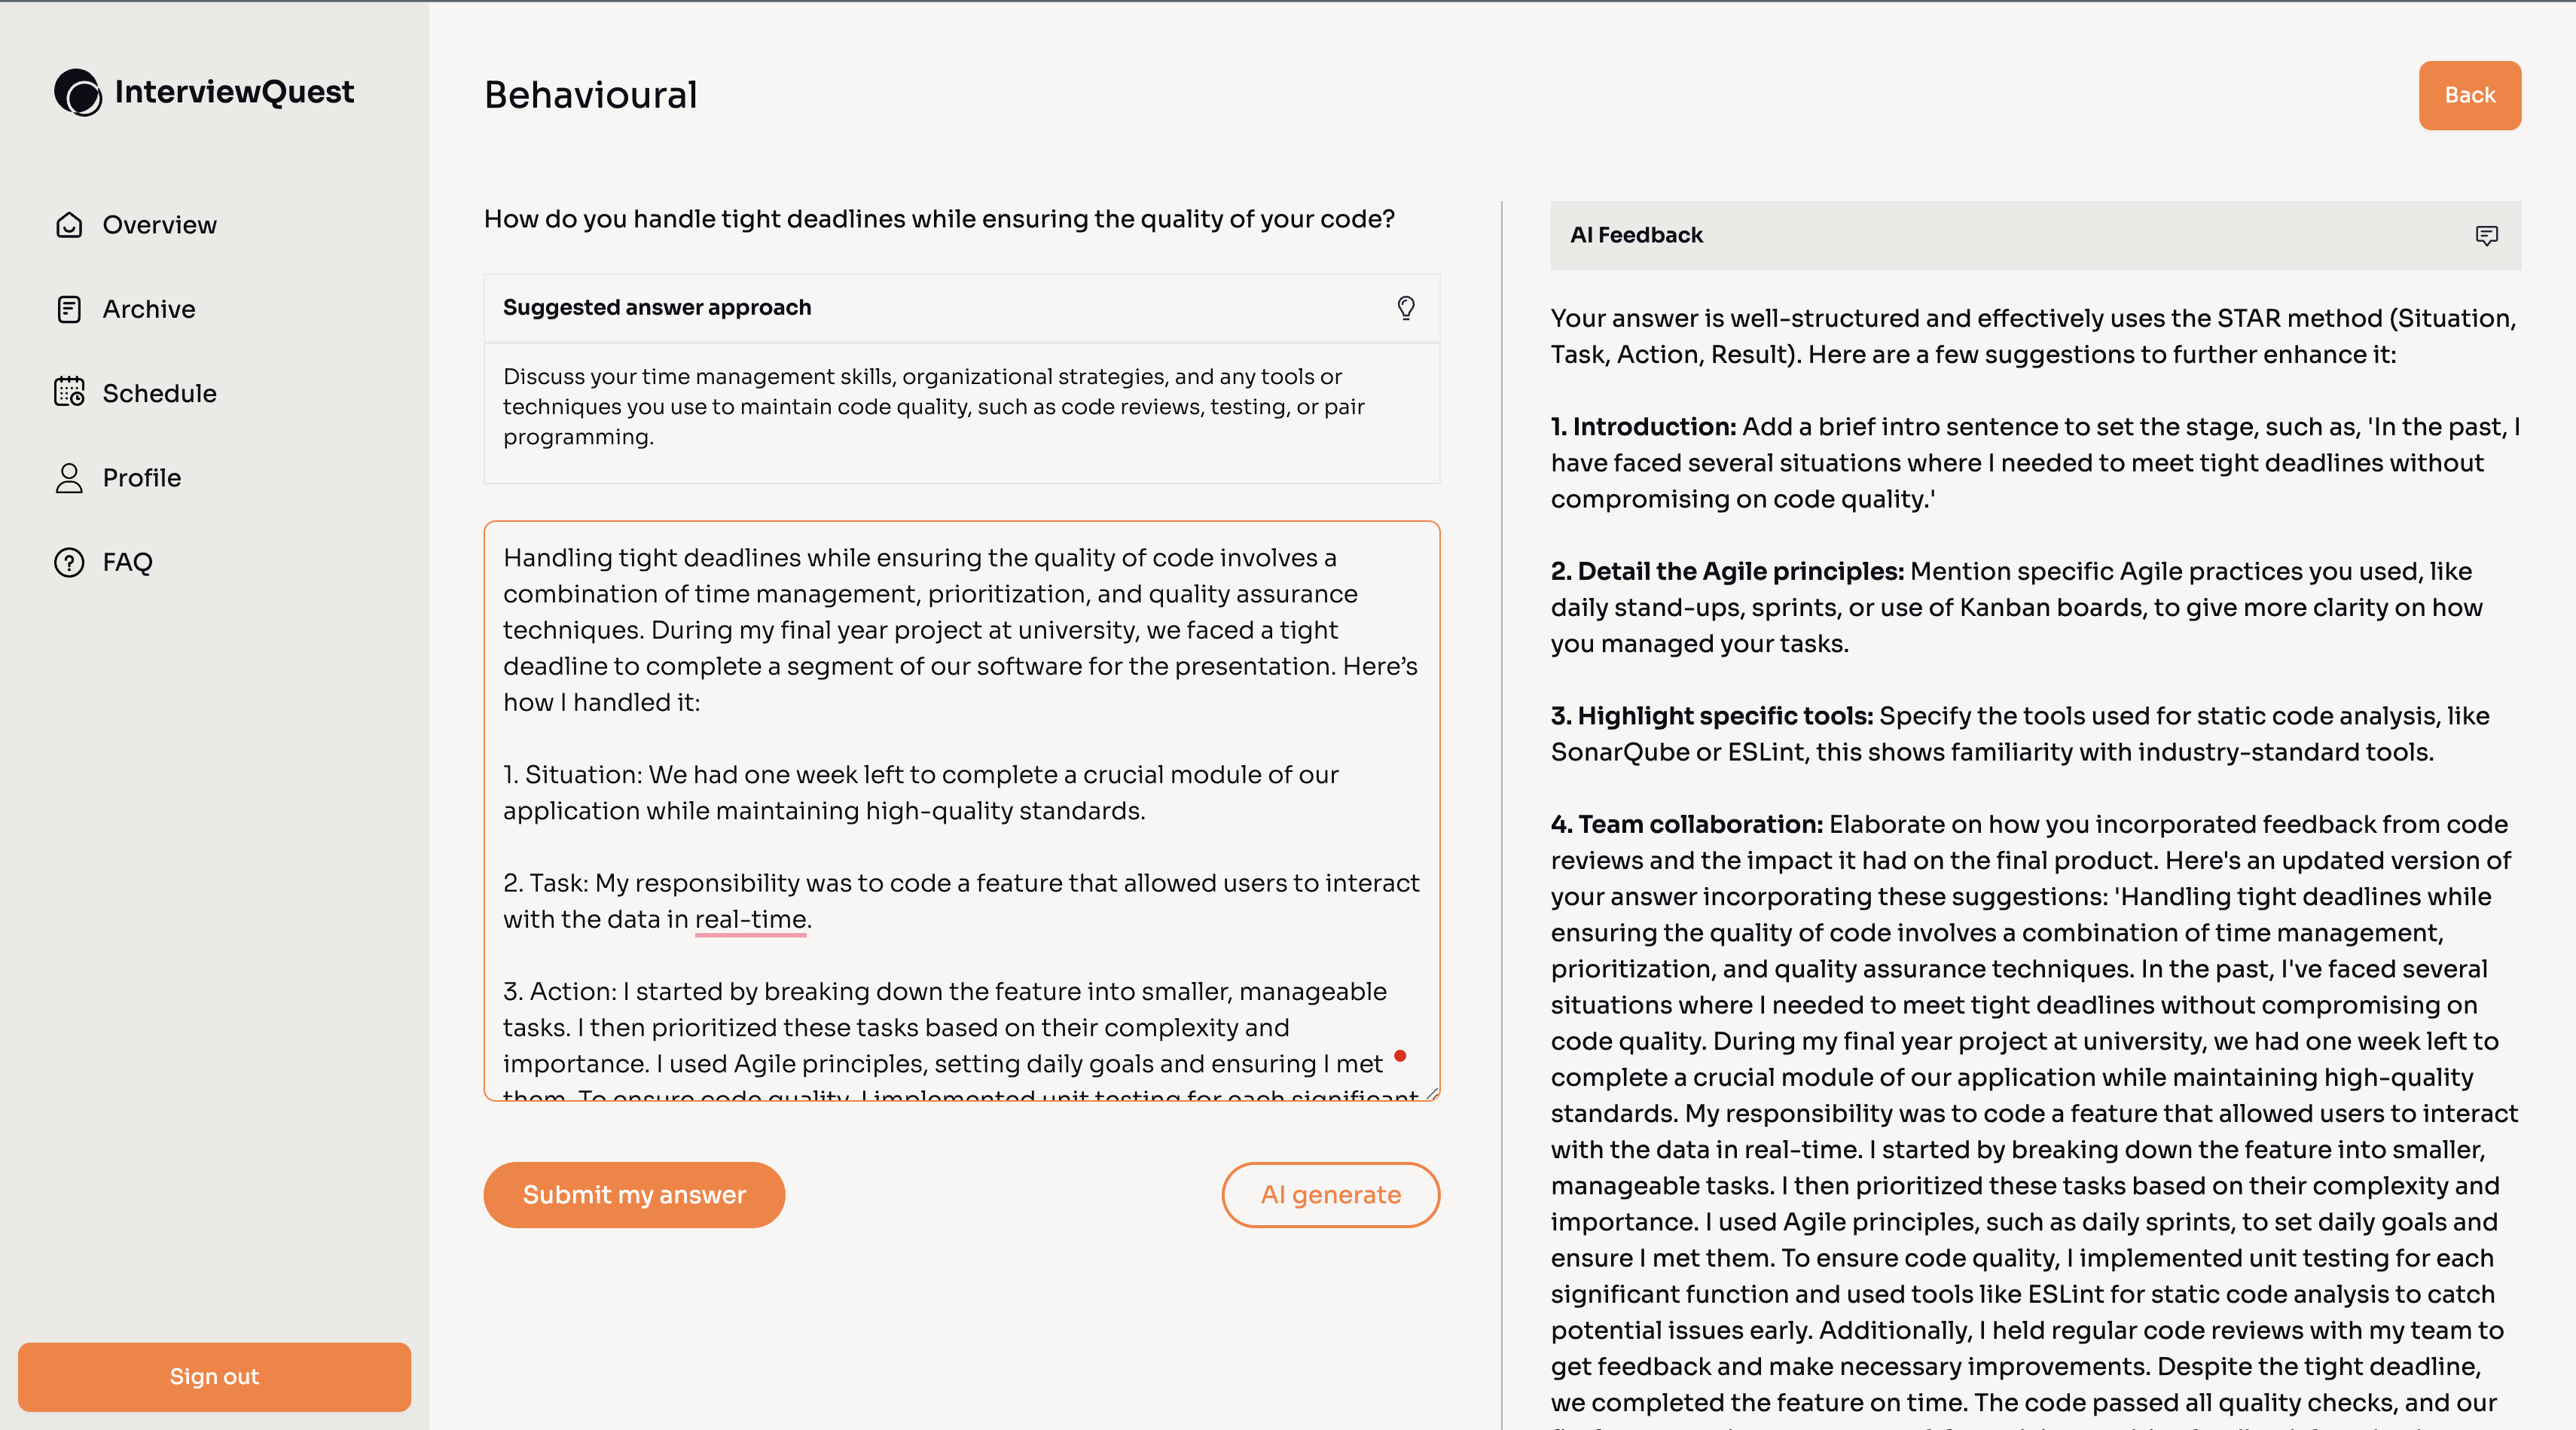 InterviewQuest
Overview
Archive
Schedule
Profile
FAQ
Sign out
Behavioural
Back
How do you handle tight deadlines while ensuring the quality of your code?
Suggested answer approach
Discuss your time management skills, organizational strategies, and any tools or
techniques you use to maintain code quality, such as code reviews, testing, or pair
programming.
Handling tight deadlines while ensuring the quality of code involves a
combination of time management, prioritization, and quality assurance
techniques. During my final year project at university, we faced a tight
deadline to complete a segment of our software for the presentation. Here’s
how I handled it:
1. Situation: We had one week left to complete a crucial module of our
application while maintaining high-quality standards.
2. Task: My responsibility was to code a feature that allowed users to interact
with the data in real-time.
3. Action: I started by breaking down the feature into smaller, manageable
tasks. I then prioritized these tasks based on their complexity and
importance. I used Agile principles, setting daily goals and ensuring I met
them. To ensure code quality, I implemented unit testing for each significant
Submit my answer
AI generate
AI Feedback
Your answer is well-structured and effectively uses the STAR method (Situation,
Task, Action, Result). Here are a few suggestions to further enhance it:
1. Introduction: Add a brief intro sentence to set the stage, such as, 'In the past, I
have faced several situations where I needed to meet tight deadlines without
compromising on code quality.'
2. Detail the Agile principles: Mention specific Agile practices you used, like
daily stand-ups, sprints, or use of Kanban boards, to give more clarity on how
you managed your tasks.
3. Highlight specific tools: Specify the tools used for static code analysis, like
SonarQube or ESLint, this shows familiarity with industry-standard tools.
4. Team collaboration: Elaborate on how you incorporated feedback from code
reviews and the impact it had on the final product. Here's an updated version of
your answer incorporating these suggestions: 'Handling tight deadlines while
ensuring the quality of code involves a combination of time management,
prioritization, and quality assurance techniques. In the past, I've faced several
situations where I needed to meet tight deadlines without compromising on
code quality. During my final year project at university, we had one week left to
complete a crucial module of our application while maintaining high-quality
standards. My responsibility was to code a feature that allowed users to interact
with the data in real-time. I started by breaking down the feature into smaller,
manageable tasks. I then prioritized these tasks based on their complexity and
importance. I used Agile principles, such as daily sprints, to set daily goals and
ensure I met them. To ensure code quality, I implemented unit testing for each
significant function and used tools like ESLint for static code analysis to catch
potential issues early. Additionally, I held regular code reviews with my team to
get feedback and make necessary improvements. Despite the tight deadline,
we completed the feature on time. The code passed all quality checks, and our